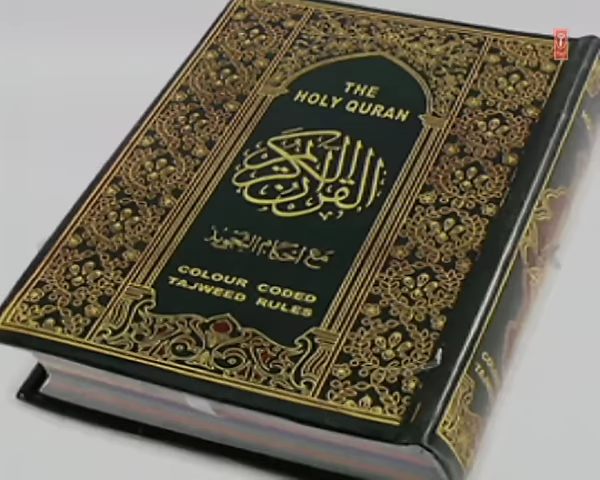 THE
HOLY QURAN
القرآن الكريم
مع أحكام التجويد
COLOUR CODED
TAJWEED RULES